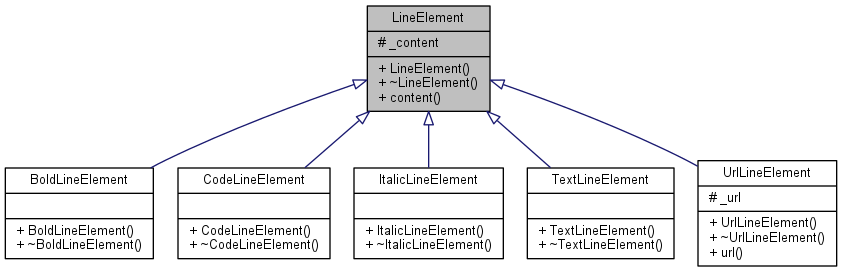 LineElement
# _content
+ LineElement()
+ ~LineElement()
+ content()
BoldLineElement
+ BoldLineElement()
+ ~BoldLineElement()
CodeLineElement
+ CodeLineElement()
+ ~CodeLineElement()
ItalicLineElement
+ ItalicLineElement()
+ ~ItalicLineElement()
TextLineElement
+ TextLineElement()
+ ~TextLineElement()
UrlLineElement
# _url
+ UrlLineElement()
+ ~UrlLineElement()
+ url()